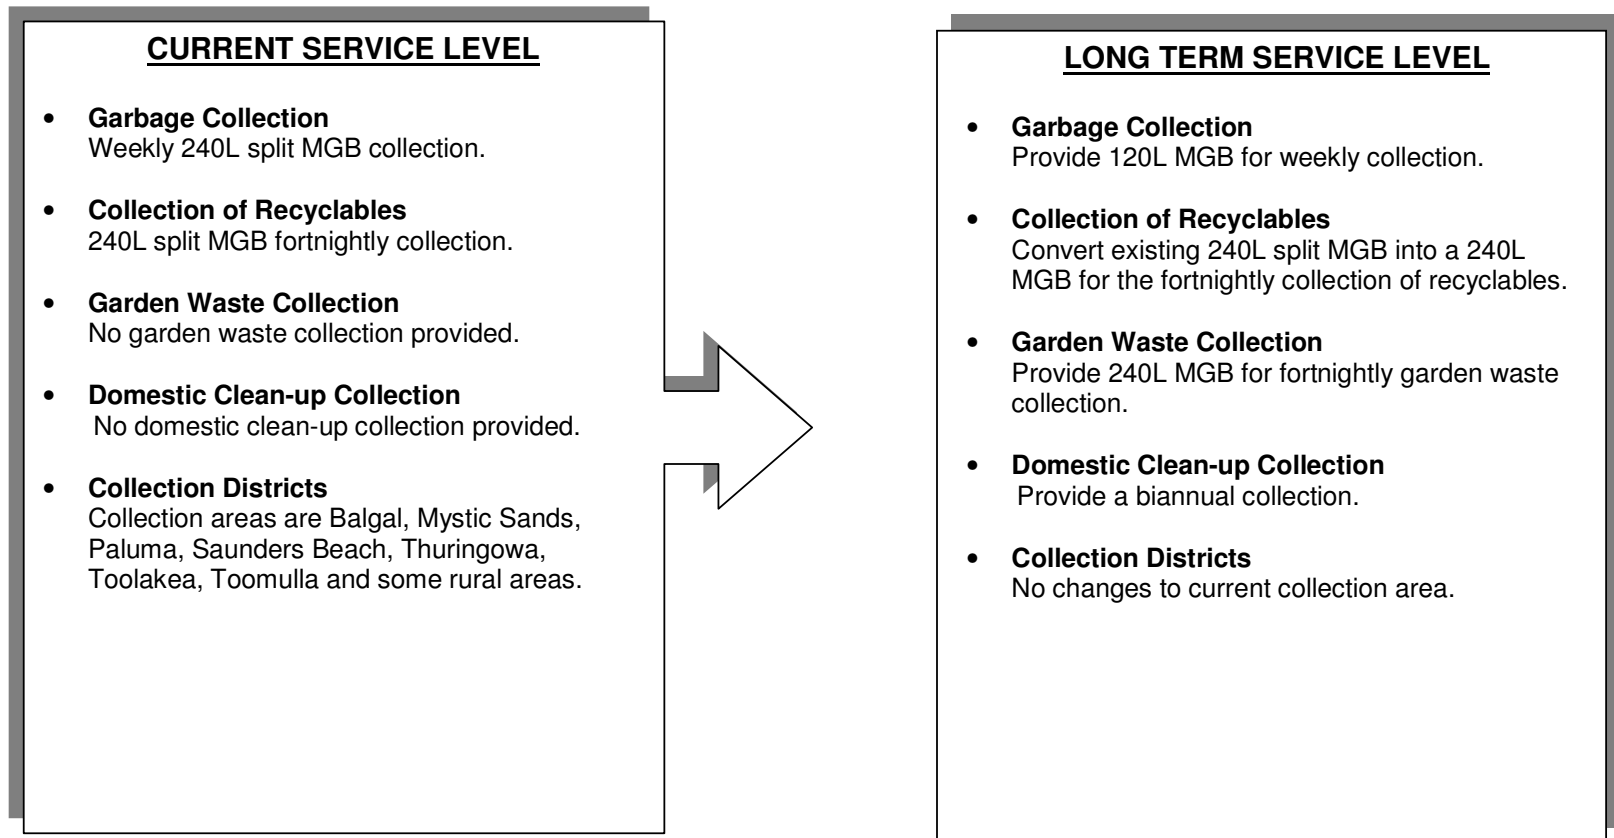 CURRENT SERVICE LEVEL
• Garbage Collection
Weekly 240L split MGB collection.
• Collection of Recyclables
240L split MGB fortnightly collection.
• Garden Waste Collection
No garden waste collection provided.
• Domestic Clean-up Collection
No domestic clean-up collection provided.
• Collection Districts
Collection areas are Balgal, Mystic Sands,
Paluma, Saunders Beach, Thuringowa,
Toolakea, Toomulla and some rural areas.
LONG TERM SERVICE LEVEL
• Garbage Collection
Provide 120L MGB for weekly collection.
• Collection of Recyclables
Convert existing 240L split MGB into a 240L
MGB for the fortnightly collection of recyclables.
• Garden Waste Collection
Provide 240L MGB for fortnightly garden waste
collection.
• Domestic Clean-up Collection
Provide a biannual collection.
• Collection Districts
No changes to current collection area.